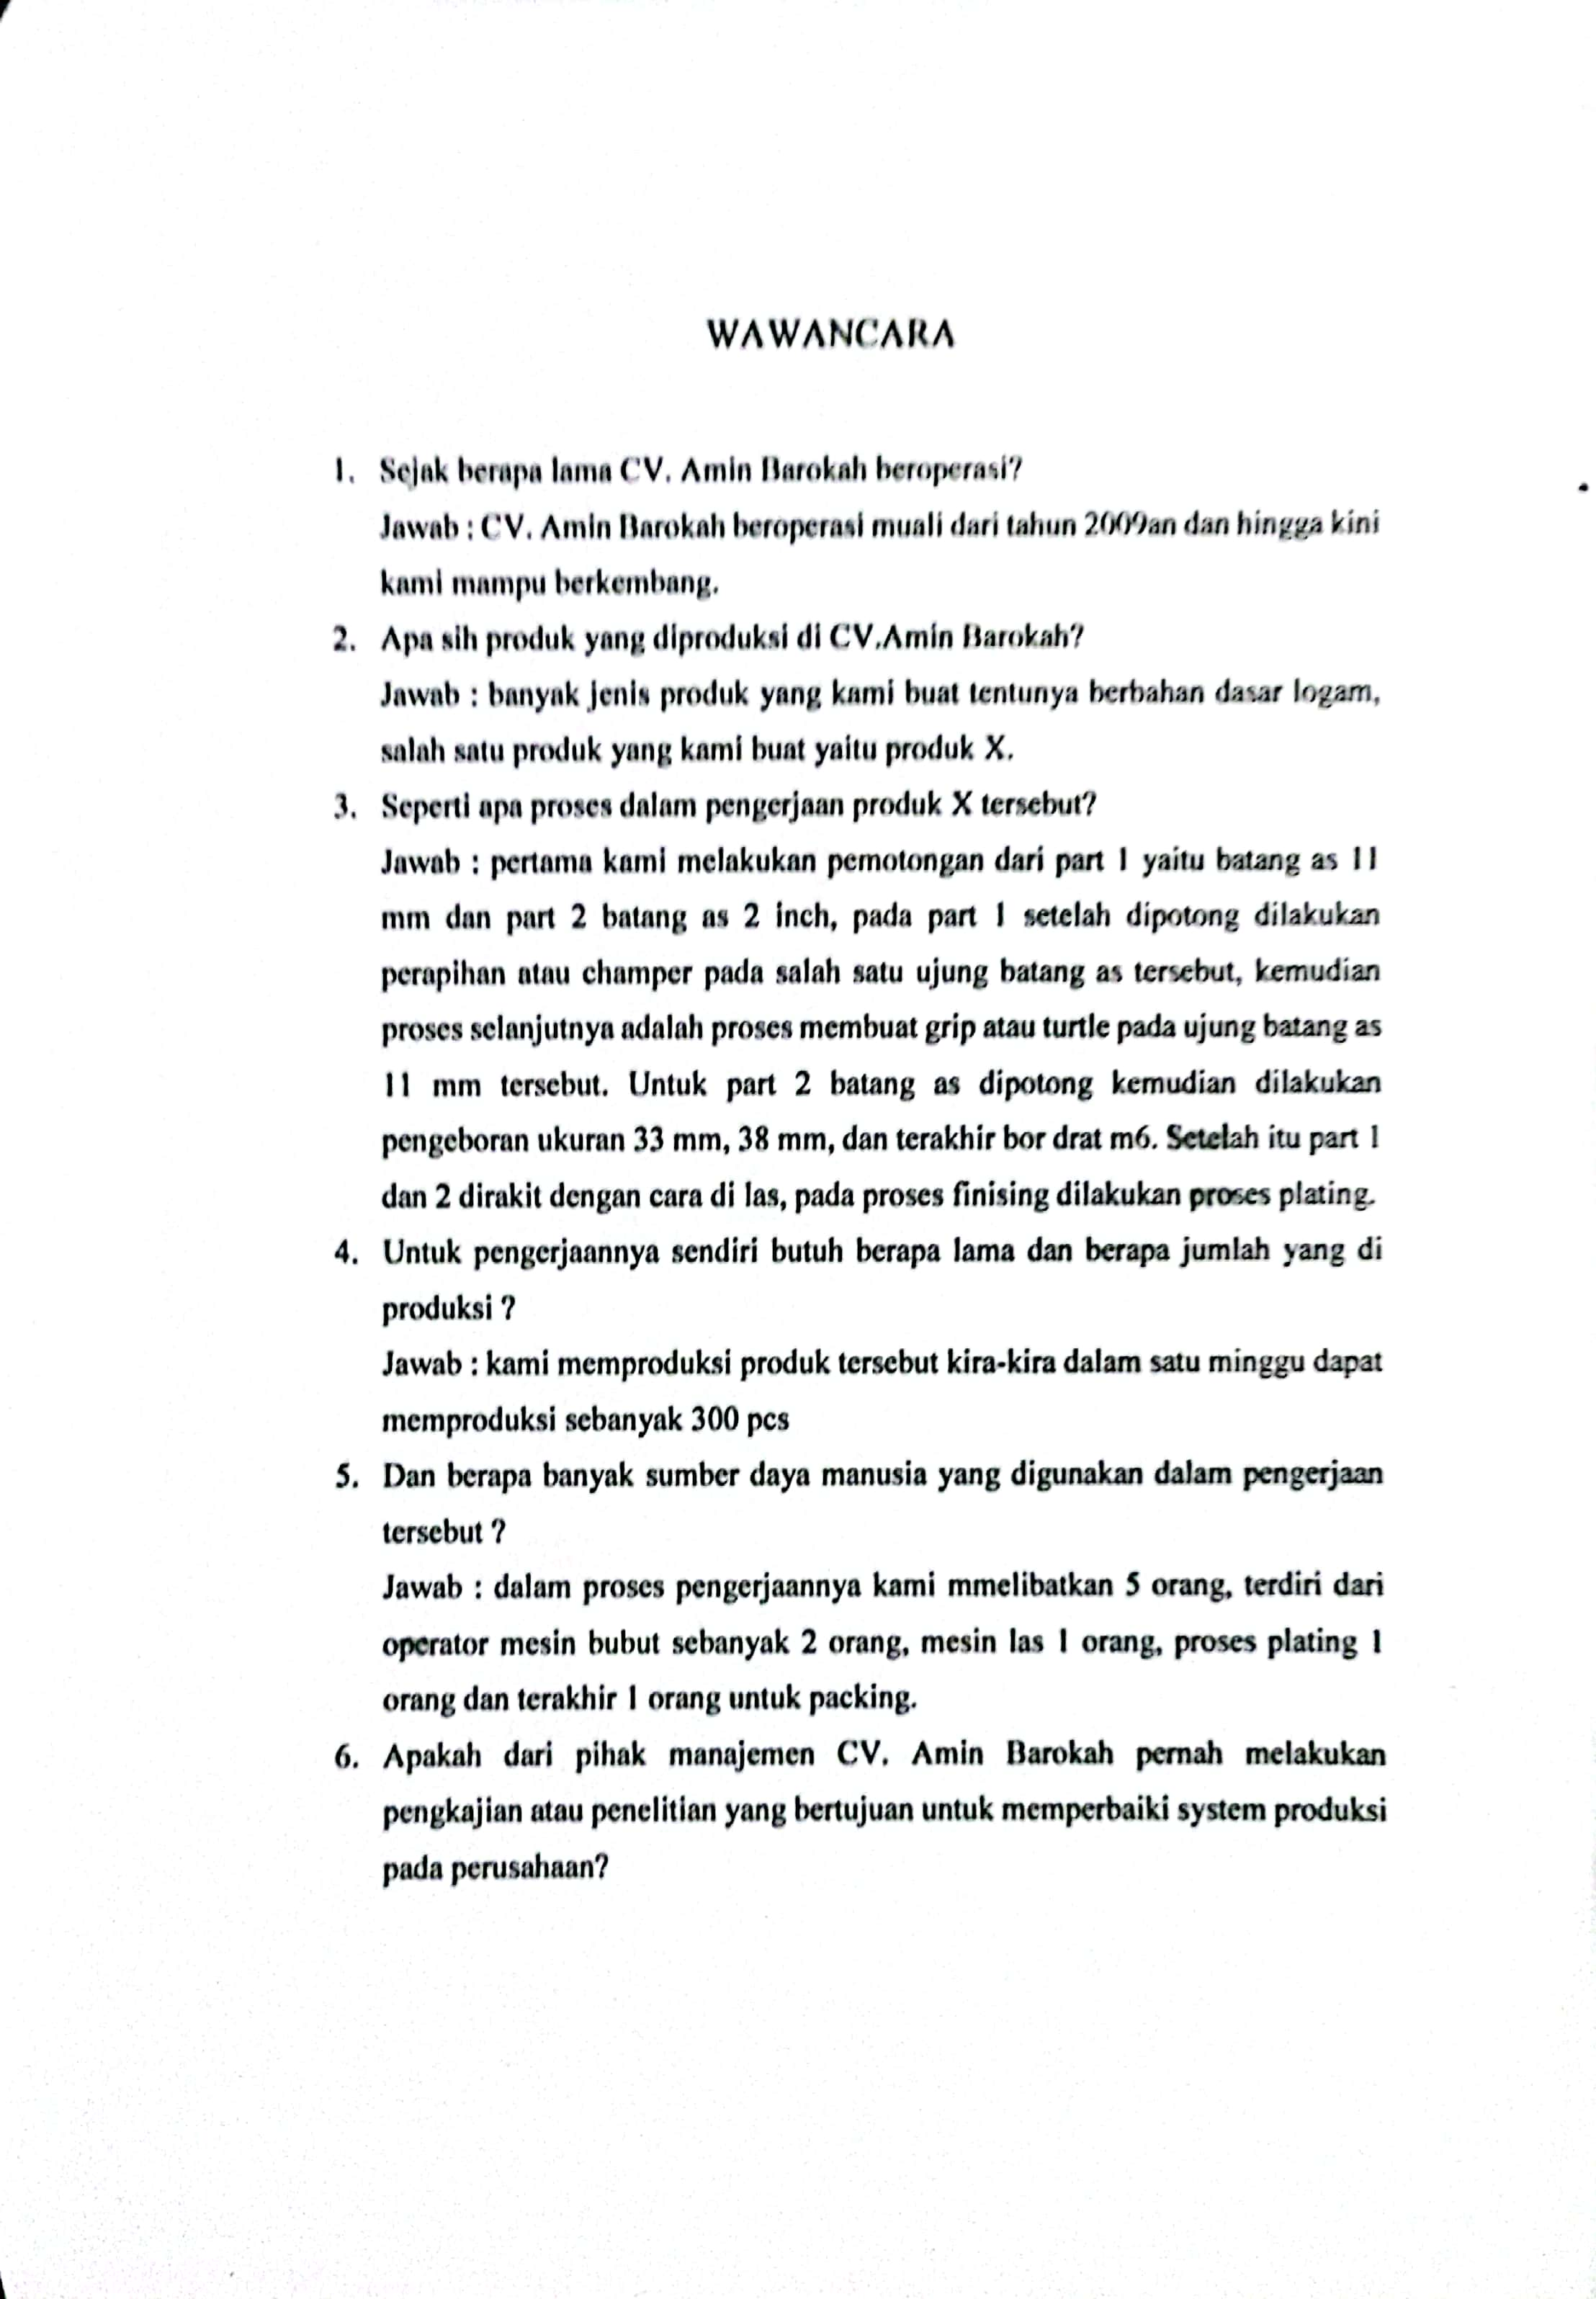 WAWANCARA
1. Sejak berapa lama CV. Amin Barokah beroperasi?
Jawab : CV. Amin Barokah beroperasi muali dari tahun 2009an dan hingga kini
kami mampu berkembang.
2. Apa sih produk yang diproduksi di CV.Amin Barokah?
Jawab : banyak jenis produk yang kami buat tentunya berbahan dasar logam,
salah satu produk yang kami buat yaitu produk X.
3. Seperti apa proses dalam pengerjaan produk X tersebut?
Jawab : pertama kami melakukan pemotongan dari part 1 yaitu batang as 11
mm dan part 2 batang as 2 inch, pada part 1 setelah dipotong dilakukan
perapihan atau champer pada salah satu ujung batang as tersebut, kemudian
proses selanjutnya adalah proses membuat grip atau turtle pada ujung batang as
11 mm tersebut. Untuk part 2 batang as dipotong kemudian dilakukan
pengeboran ukuran 33 mm, 38 mm, dan terakhir bor drat m6. Setelah itu part 1
dan 2 dirakit dengan cara di las, pada proses finising dilakukan proses plating.
4. Untuk pengerjaannya sendiri butuh berapa lama dan berapa jumlah yang di
produksi ?
Jawab : kami memproduksi produk tersebut kira-kira dalam satu minggu dapat
memproduksi sebanyak 300 pcs
5. Dan berapa banyak sumber daya manusia yang digunakan dalam pengerjaan
tersebut ?
Jawab : dalam proses pengerjaannya kami mmelibatkan 5 orang, terdiri dari
operator mesin bubut sebanyak 2 orang, mesin las 1 orang, proses plating 1
orang dan terakhir 1 orang untuk packing.
6. Apakah dari pihak manajemen CV. Amin Barokah pernah melakukan
pengkajian atau penelitian yang bertujuan untuk memperbaiki system produksi
pada perusahaan?